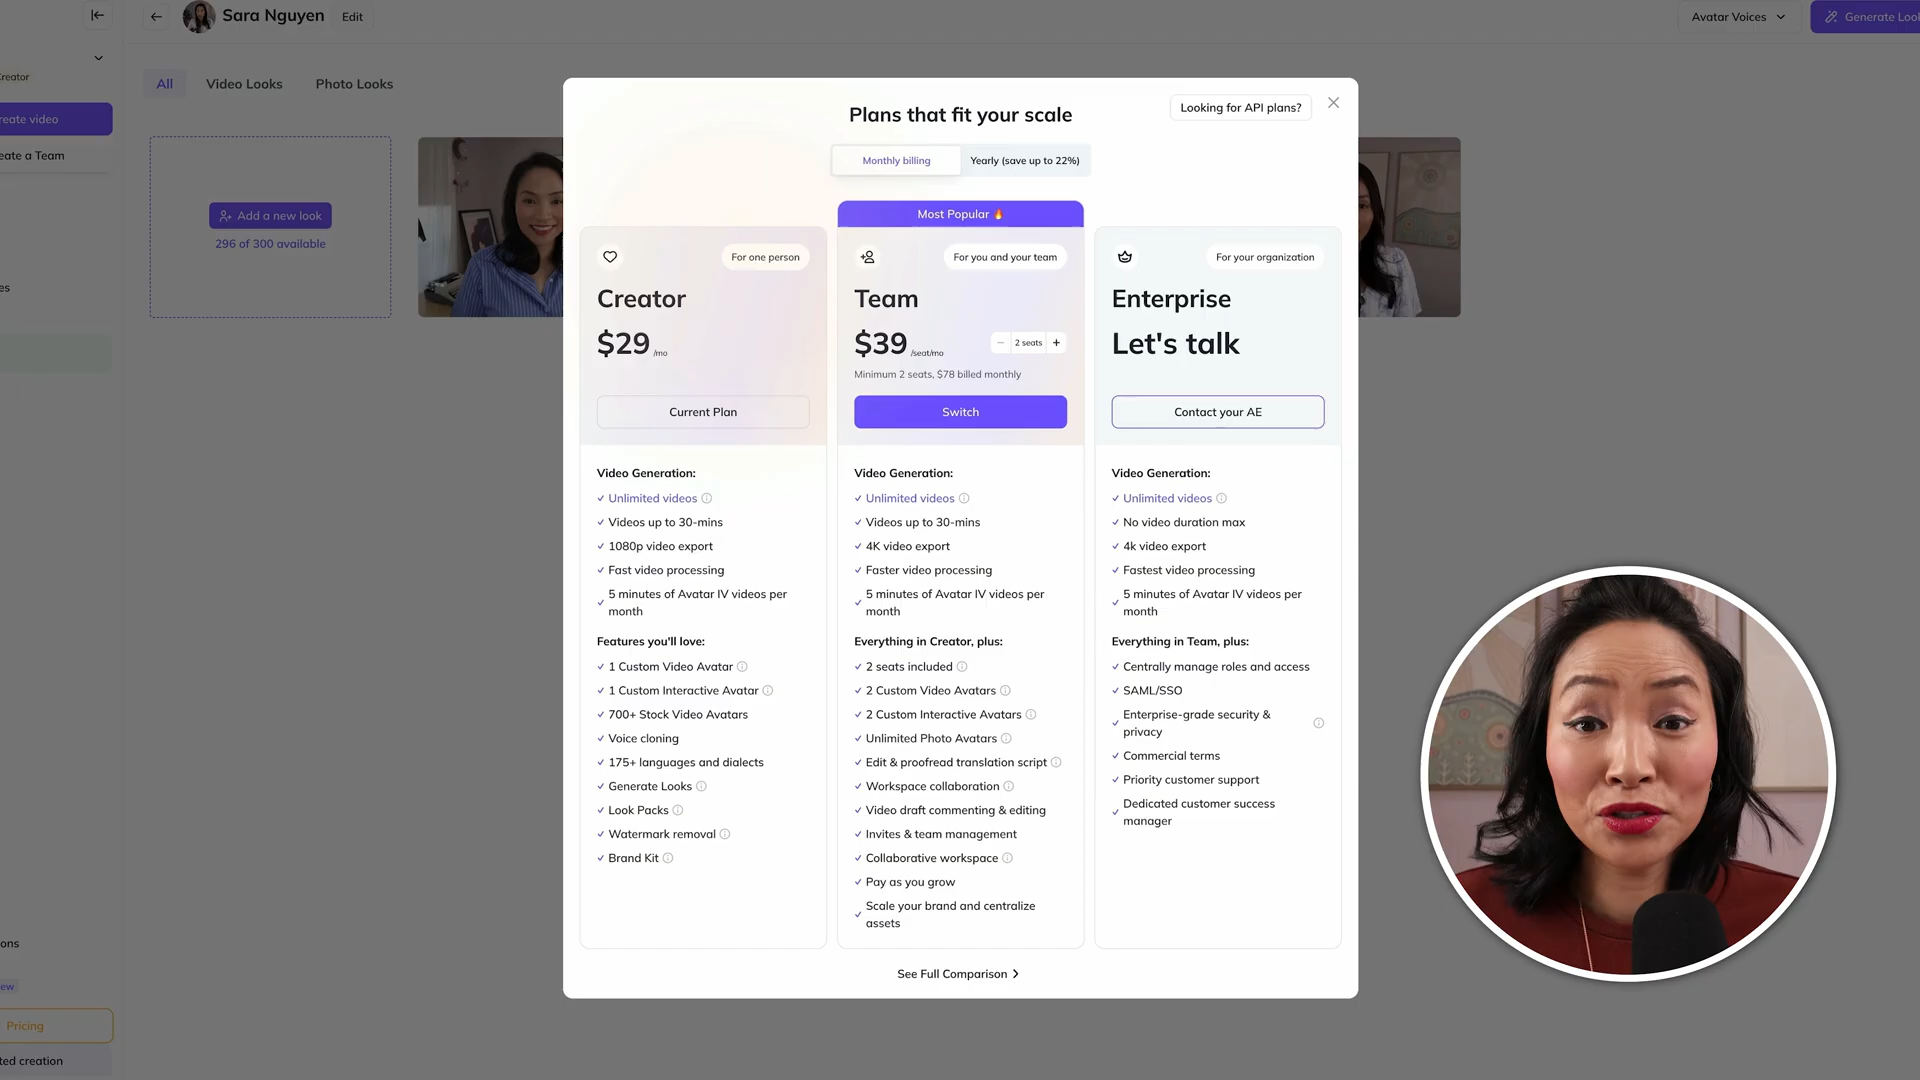 Sara Nguyen
Edit
Avatar Voices
Generate
All
Video Looks
Photo Looks
Add a new look
296 of 300 available
Pricing
creation
Plans that fit your scale
Looking for API plans?
Monthly billing
Yearly (save up to 22%)
For one person
Creator
$29 /mo
Current Plan
Video Generation:
Unlimited videos
Videos up to 30-mins
1080p video export
Fast video processing
5 minutes of Avatar IV videos per
month
Features you'll love:
1 Custom Video Avatar
1 Custom Interactive Avatar
700+ Stock Video Avatars
Voice cloning
175+ languages and dialects
Generate Looks
Look Packs
Watermark removal
Brand Kit
Most Popular 🔥
For you and your team
Team
$39 /seat/mo
2 seats
Minimum 2 seats, $78 billed monthly
Switch
Video Generation:
Unlimited videos
Videos up to 30-mins
4K video export
Faster video processing
5 minutes of Avatar IV videos per
month
Everything in Creator, plus:
2 seats included
2 Custom Video Avatars
2 Custom Interactive Avatars
Unlimited Photo Avatars
Edit & proofread translation script
Workspace collaboration
Video draft commenting & editing
Invites & team management
Collaborative workspace
Pay as you grow
Scale your brand and centralize
assets
For your organization
Enterprise
Let's talk
Contact your AE
Video Generation:
Unlimited videos
No video duration max
4k video export
Fastest video processing
5 minutes of Avatar IV videos per
month
Everything in Team, plus:
Centrally manage roles and access
SAML/SSO
Enterprise-grade security &
privacy
Commercial terms
Priority customer support
Dedicated customer success
manager
See Full Comparison